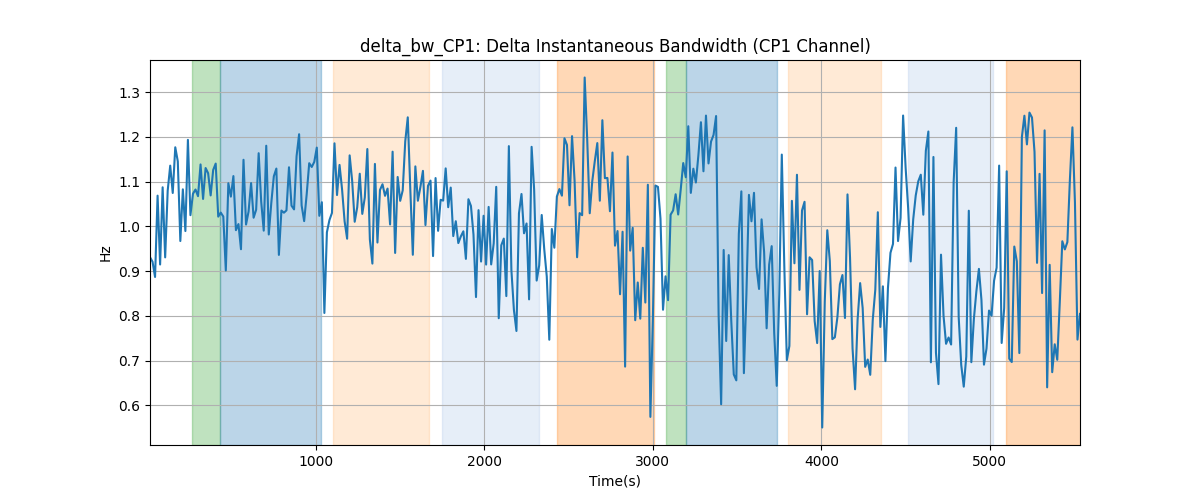 delta_bw_CP1: Delta Instantaneous Bandwidth (CP1 Channel)
1.3
1.2
1.1
1.0
0.9
0.8
0.7
0.6
Hz
1000 2000 3000 4000 5000
Time(s)